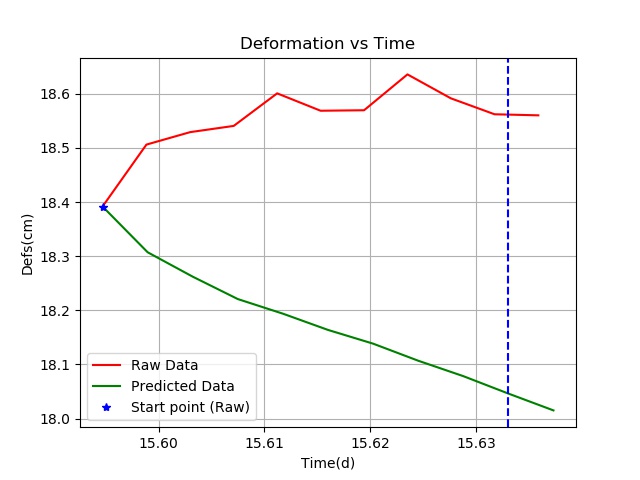 Deformation vs Time
Defs(cm)
18.6
18.5
18.4
18.3
18.2
18.1
18.0
Raw Data
Predicted Data
Start point (Raw)
15.60 15.61 15.62 15.63
Time(d)